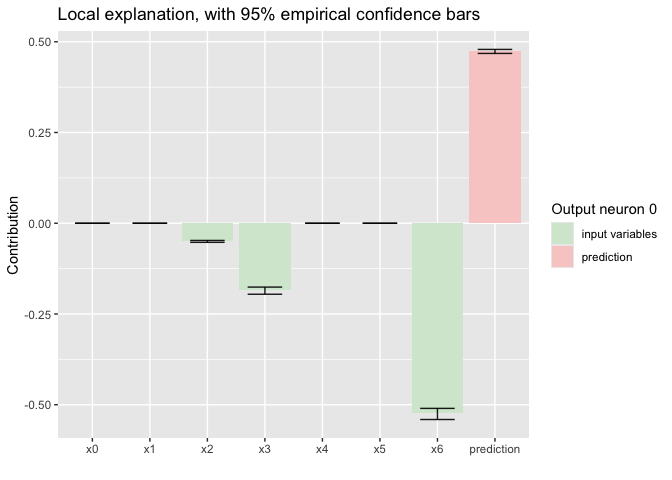 Local explanation, with 95% empirical confidence bars
Contribution
0.50
0.25
0.00
-0.25
-0.50
x0 x1 x2 x3 x4 x5 x6 prediction
Output neuron 0
input variables
prediction